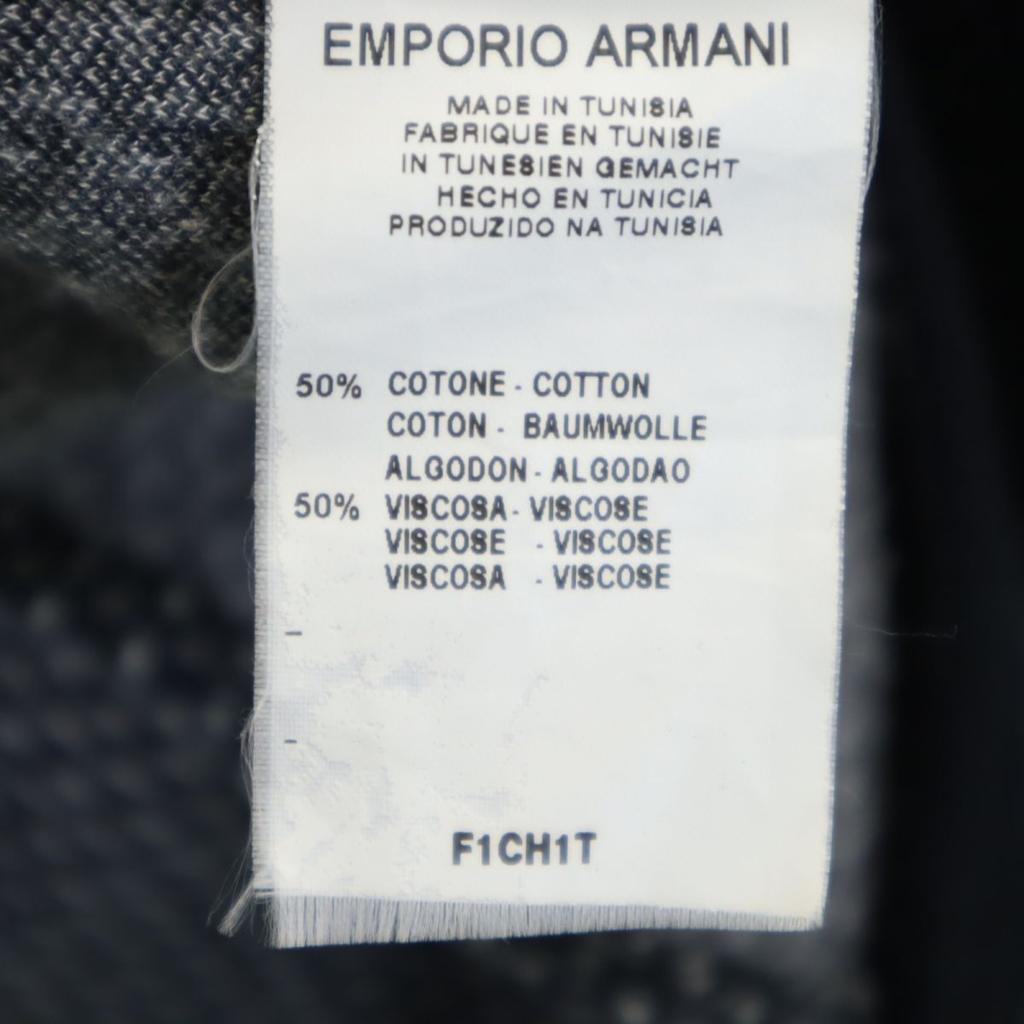 EMPORIO ARMANI
MADE IN TUNISIA
FABRIQUE EN TUNISIE
IN TUNESIEN GEMACHT
HECHO EN TUNICIA
PRODUZIDO NA TUNISIA
50% COTONE - COTTON
COTON - BAUMWOLLE
ALGODON - ALGODAO
50% VISCOSA - VISCOSE
VISCOSE - VISCOSE
VISCOSA - VISCOSE
-
-
F1CH1T